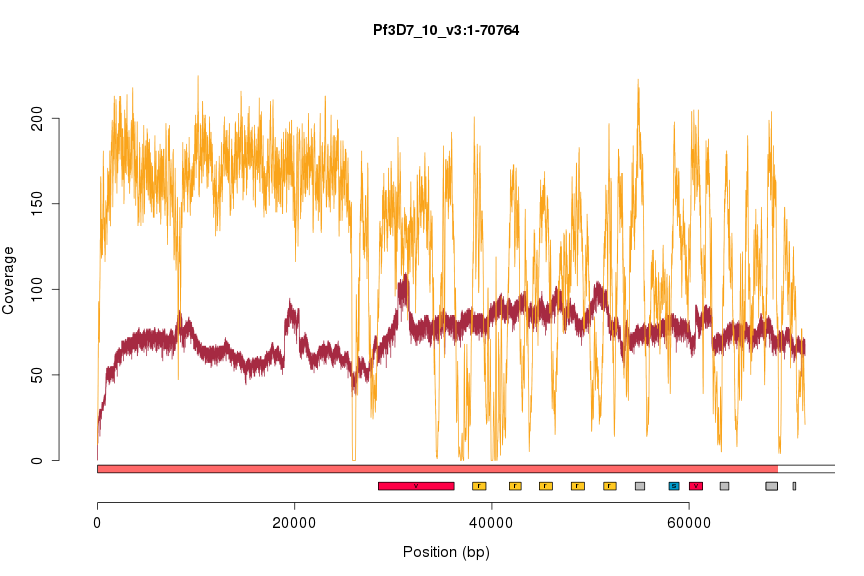 Pf3D7_10_v3:1-70764
200
150
100
50
0
Coverage
v r r r r r s v
0 20000 40000 60000
Position (bp)